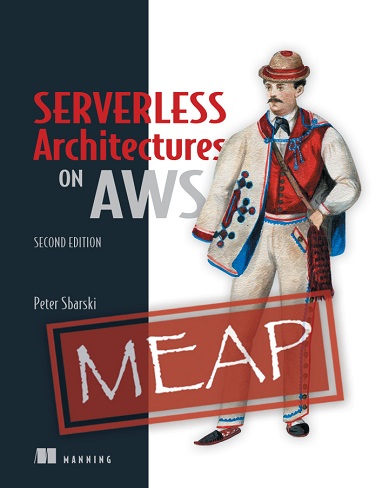 SERVERLESS
Architectures
ON AWS
SECOND EDITION
Peter Sbarski
MEAP
MANNING